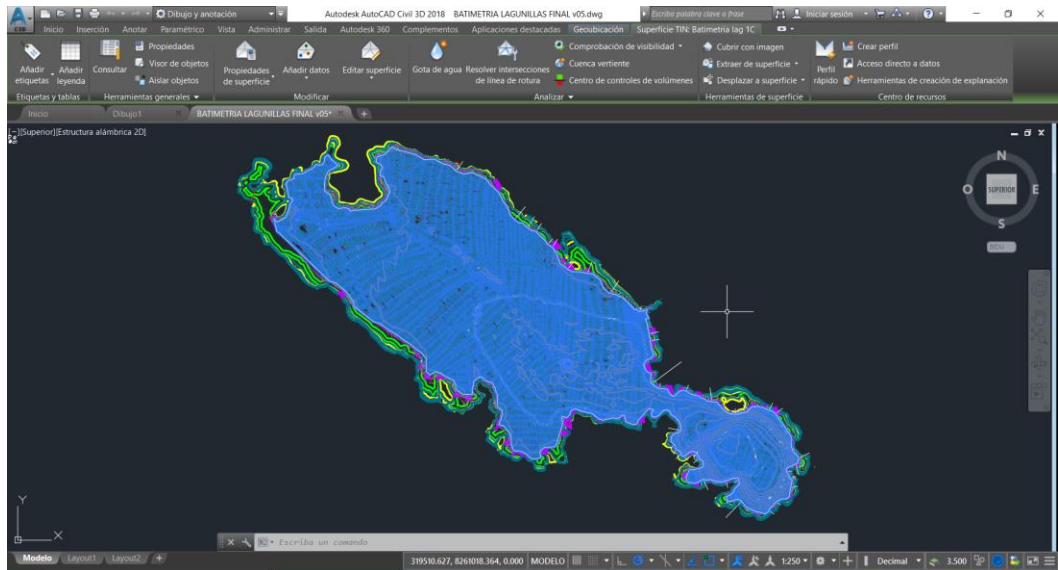 Dibujo y anotación
Autodesk AutoCAD Civil 3D 2018 BATIMETRIA LAGUNILLAS FINAL v05.dwg
Escriba palabra clave o frase
Iniciar sesión
C3D
Inicio Inserción Anotar Paramétrico Vista Administrar Salida Autodesk 360 Complementos Aplicaciones destacadas Geoubicación Superficie TIN: Batimetria lag 1C
Añadir etiquetas
Añadir leyenda
Consultar
Propiedades
Visor de objetos
Aislar objetos
Propiedades de superficie
Añadir datos
Editar superficie
Gota de agua
Resolver intersecciones de línea de rotura
Comprobación de visibilidad
Cuenca vertiente
Centro de controles de volúmenes
Cubrir con imagen
Extraer de superficie
Desplazar a superficie
Perfil rápido
Crear perfil
Acceso directo a datos
Herramientas de creación de explanación
Etiquetas y tablas Herramientas generales Modificar Analizar Herramientas de superficie Centro de recursos
Inicio Dibujo1 BATIMETRIA LAGUNILLAS FINAL v05*
[−][Superior][Estructura alámbrica 2D]
N
O SUPERIOR E
S
Y
X
Escriba un comando
Modelo Layout1 Layout2 +
319510.627, 8261018.364, 0.000 MODELO 1:250 Decimal 3.500